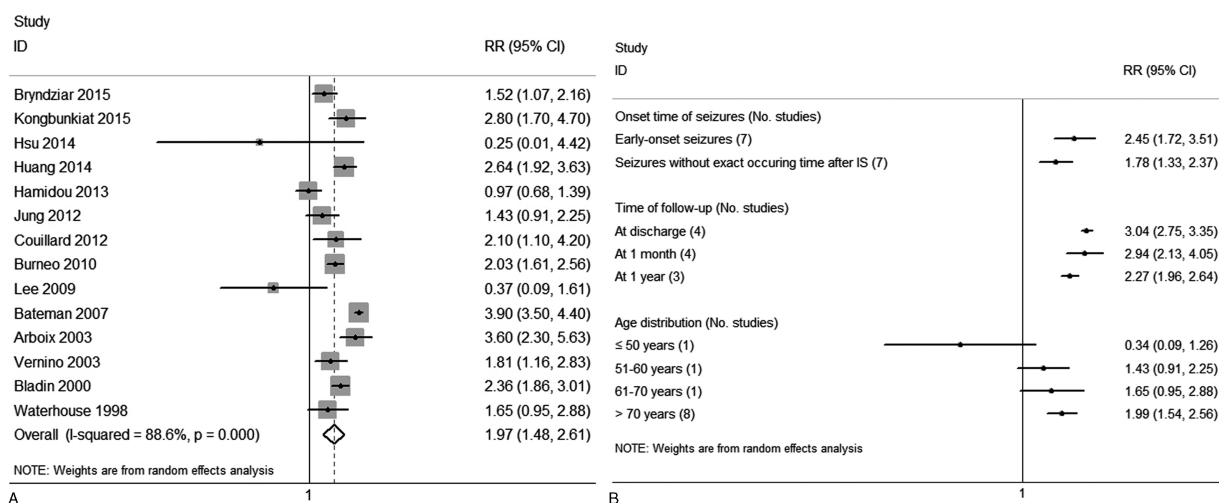 Study
ID RR (95% CI)
Bryndziar 2015 1.52 (1.07, 2.16)
Kongbunkiat 2015 2.80 (1.70, 4.70)
Hsu 2014 0.25 (0.01, 4.42)
Huang 2014 2.64 (1.92, 3.63)
Hamidou 2013 0.97 (0.68, 1.39)
Jung 2012 1.43 (0.91, 2.25)
Couillard 2012 2.10 (1.10, 4.20)
Burneo 2010 2.03 (1.61, 2.56)
Lee 2009 0.37 (0.09, 1.61)
Bateman 2007 3.90 (3.50, 4.40)
Arboix 2003 3.60 (2.30, 5.63)
Vernino 2003 1.81 (1.16, 2.83)
Bladin 2000 2.36 (1.86, 3.01)
Waterhouse 1998 1.65 (0.95, 2.88)
Overall (I-squared = 88.6%, p = 0.000) 1.97 (1.48, 2.61)
NOTE: Weights are from random effects analysis
1
A
Study
ID RR (95% CI)
Onset time of seizures (No. studies)
Early-onset seizures (7) 2.45 (1.72, 3.51)
Seizures without exact occuring time after IS (7) 1.78 (1.33, 2.37)
Time of follow-up (No. studies)
At discharge (4) 3.04 (2.75, 3.35)
At 1 month (4) 2.94 (2.13, 4.05)
At 1 year (3) 2.27 (1.96, 2.64)
Age distribution (No. studies)
≤ 50 years (1) 0.34 (0.09, 1.26)
51-60 years (1) 1.43 (0.91, 2.25)
61-70 years (1) 1.65 (0.95, 2.88)
> 70 years (8) 1.99 (1.54, 2.56)
NOTE: Weights are from random effects analysis
1
B